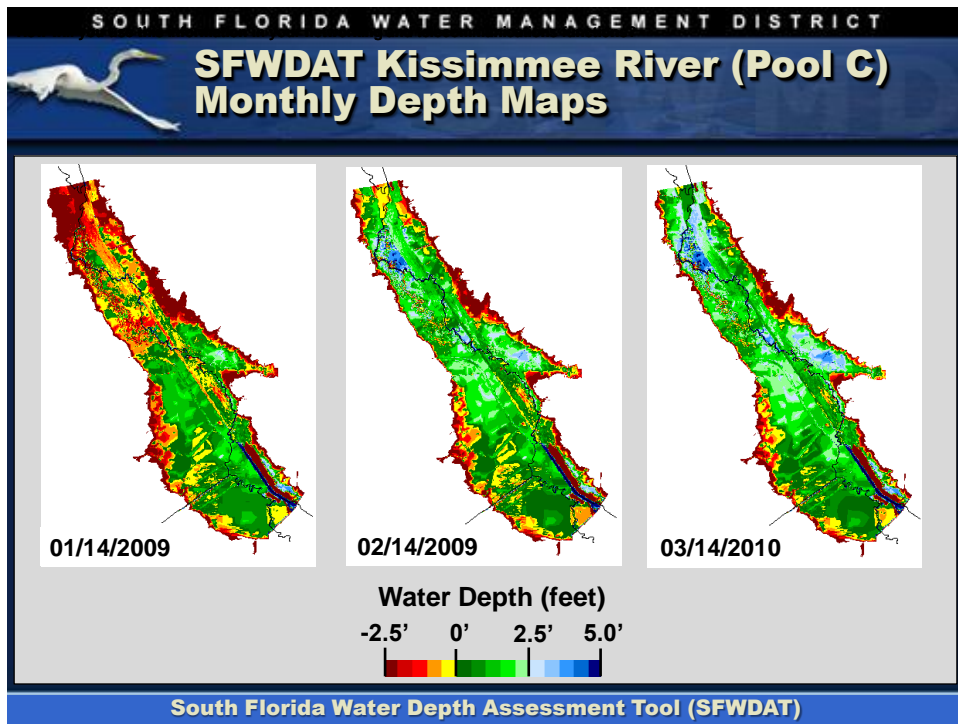 SOUTH FLORIDA WATER MANAGEMENT DISTRICT
SFWDAT Kissimmee River (Pool C)
Monthly Depth Maps
01/14/2009
02/14/2009
03/14/2010
Water Depth (feet)
-2.5’ 0’ 2.5’ 5.0’
South Florida Water Depth Assessment Tool (SFWDAT)